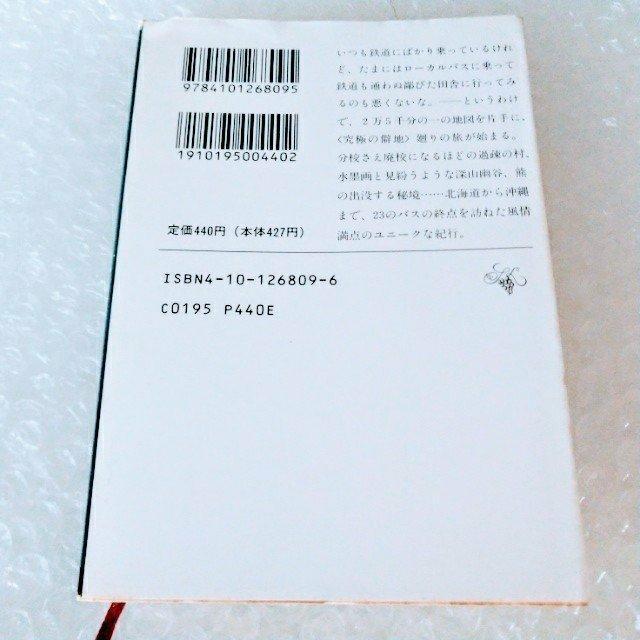 9784101268095
1910195004402
定価440円（本体427円）
いつも鉄道にばかり乗っているけれ
ど、たまにはローカルバスに乗って
鉄道も通わぬ鄙びた田舎に行ってみ
るのも悪くないな。――というわけ
で、2万5千分の一の地図を片手に、
〈究極の僻地〉廻りの旅が始まる。
分校さえ廃校になるほどの過疎の村、
水墨画と見紛うような深山幽谷、熊
の出没する秘境……北海道から沖縄
まで、23のバスの終点を訪ねた風情
満点のユニークな紀行。
ISBN4-10-126809-6
C0195 P440E